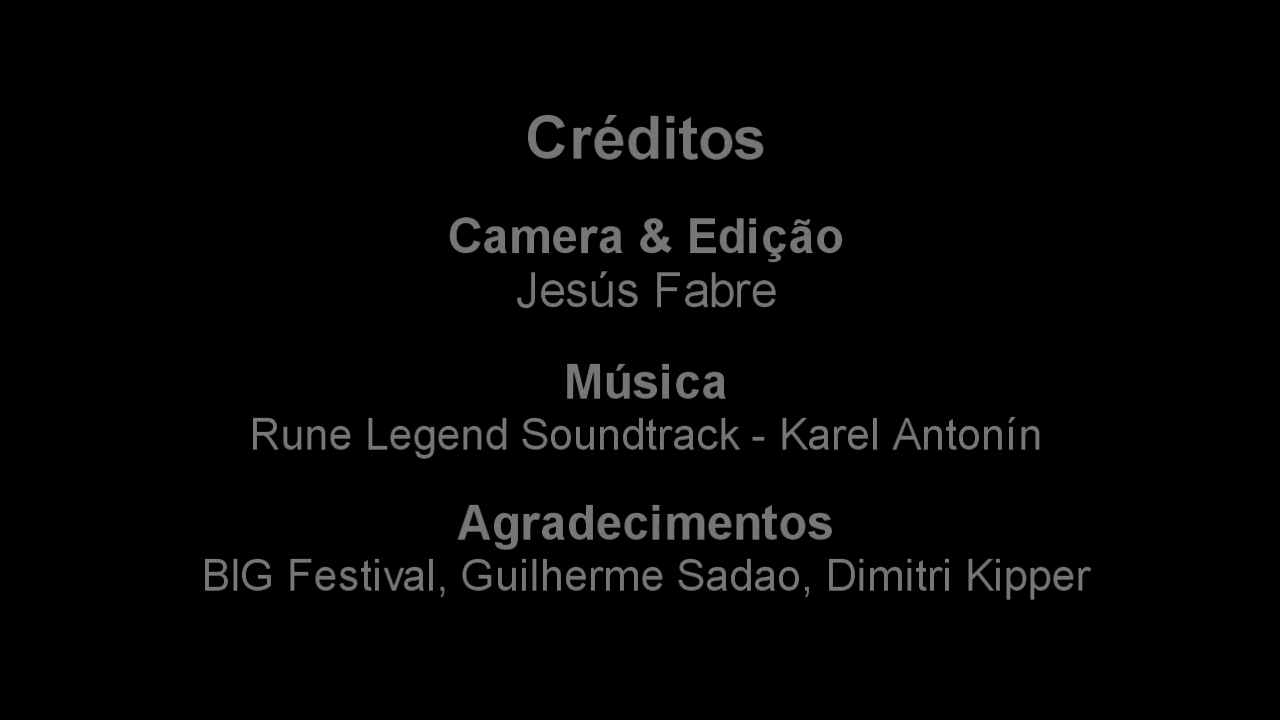 Créditos
Camera & Edição
Jesús Fabre
Música
Rune Legend Soundtrack - Karel Antonín
Agradecimentos
BIG Festival, Guilherme Sadao, Dimitri Kipper